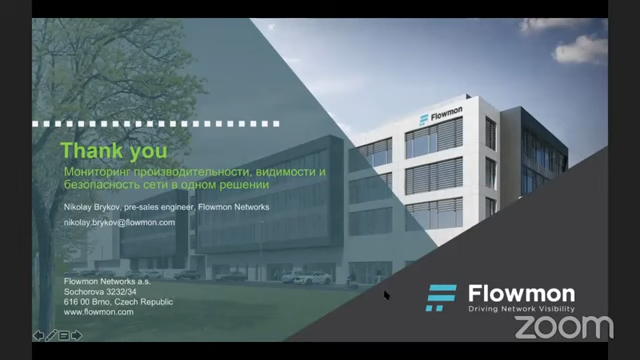 Flowmon
Thank you
Мониторинг производительности, видимости и
безопасность сети в одном решении
Nikolay Brykov, pre-sales engineer, Flowmon Networks
nikolay.brykov@flowmon.com
Flowmon Networks a.s.
Sochorova 3232/34
616 00 Brno, Czech Republic
www.flowmon.com
Flowmon
Driving Network Visibility
zoom